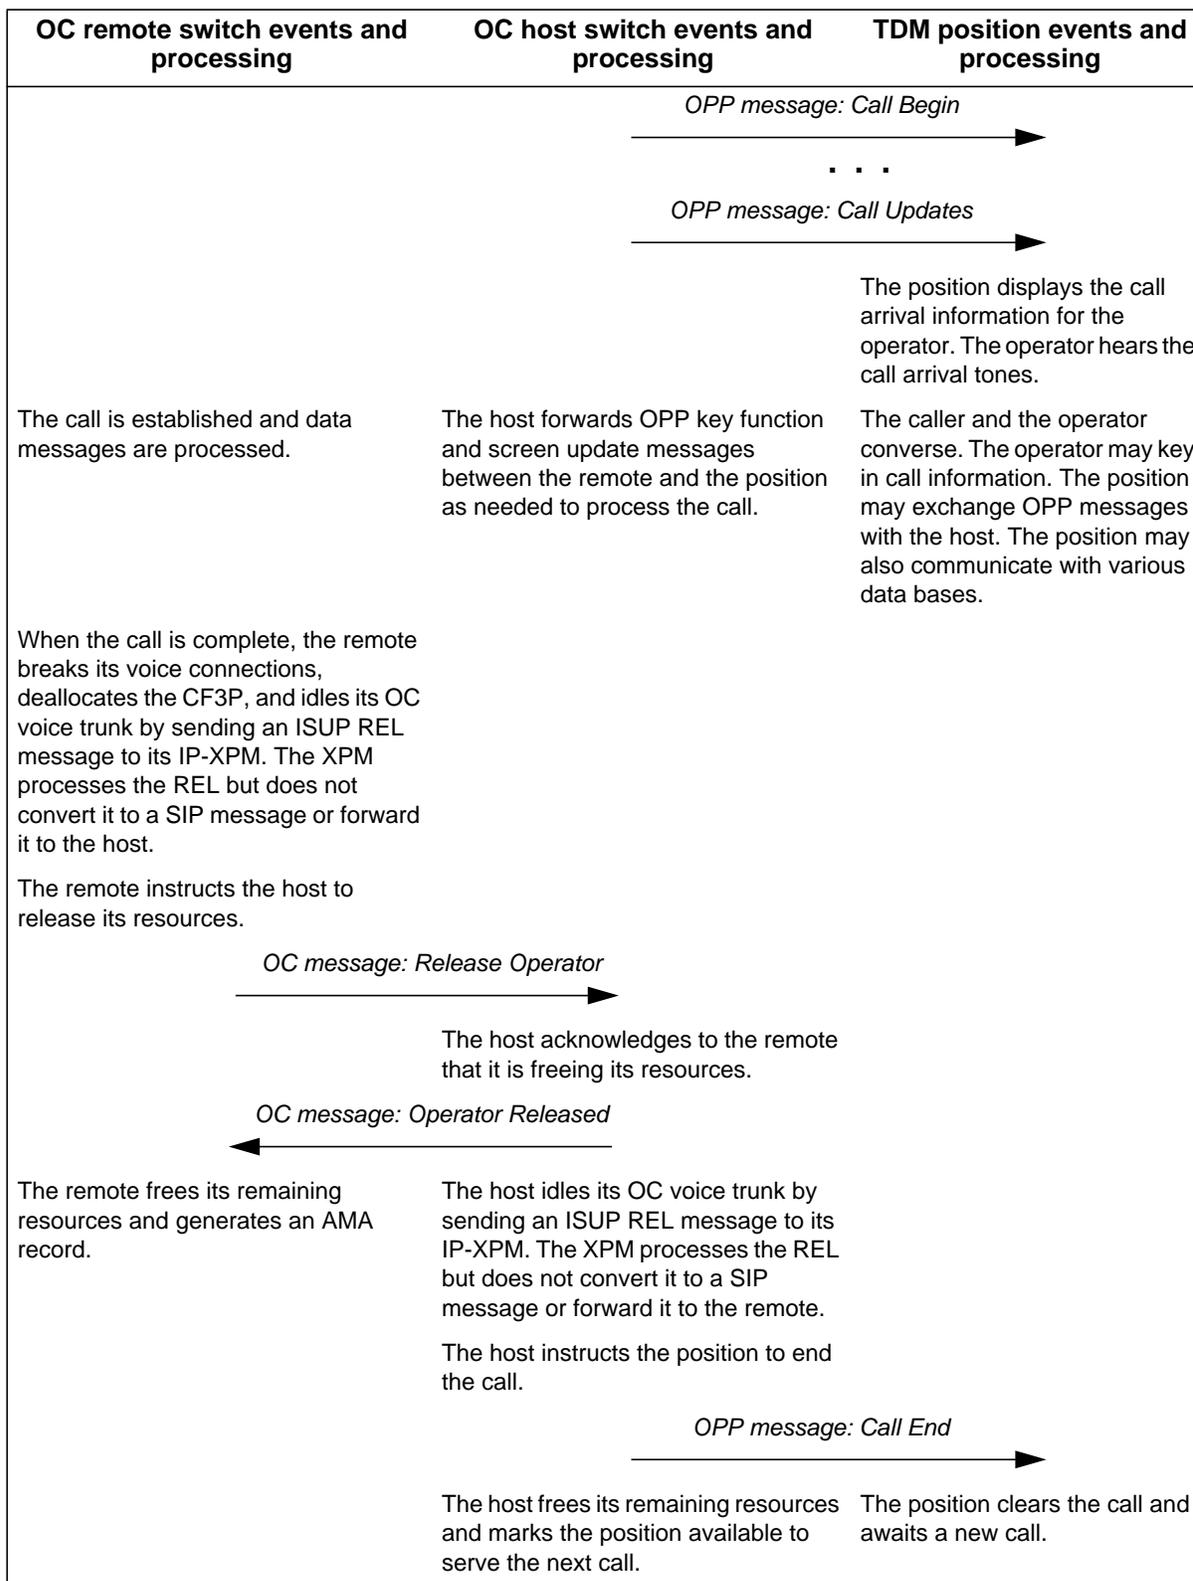 OC remote switch events and
processing
OC host switch events and
processing
TDM position events and
processing
OPP message: Call Begin
. . .
OPP message: Call Updates
The position displays the call
arrival information for the
operator. The operator hears the
call arrival tones.
The call is established and data
messages are processed.
The host forwards OPP key function
and screen update messages
between the remote and the position
as needed to process the call.
The caller and the operator
converse. The operator may key
in call information. The position
may exchange OPP messages
with the host. The position may
also communicate with various
data bases.
When the call is complete, the remote
breaks its voice connections,
deallocates the CF3P, and idles its OC
voice trunk by sending an ISUP REL
message to its IP-XPM. The XPM
processes the REL but does not
convert it to a SIP message or forward
it to the host.
The remote instructs the host to
release its resources.
OC message: Release Operator
The host acknowledges to the remote
that it is freeing its resources.
OC message: Operator Released
The remote frees its remaining
resources and generates an AMA
record.
The host idles its OC voice trunk by
sending an ISUP REL message to its
IP-XPM. The XPM processes the REL
but does not convert it to a SIP
message or forward it to the remote.
The host instructs the position to end
the call.
OPP message: Call End
The host frees its remaining resources
and marks the position available to
serve the next call.
The position clears the call and
awaits a new call.